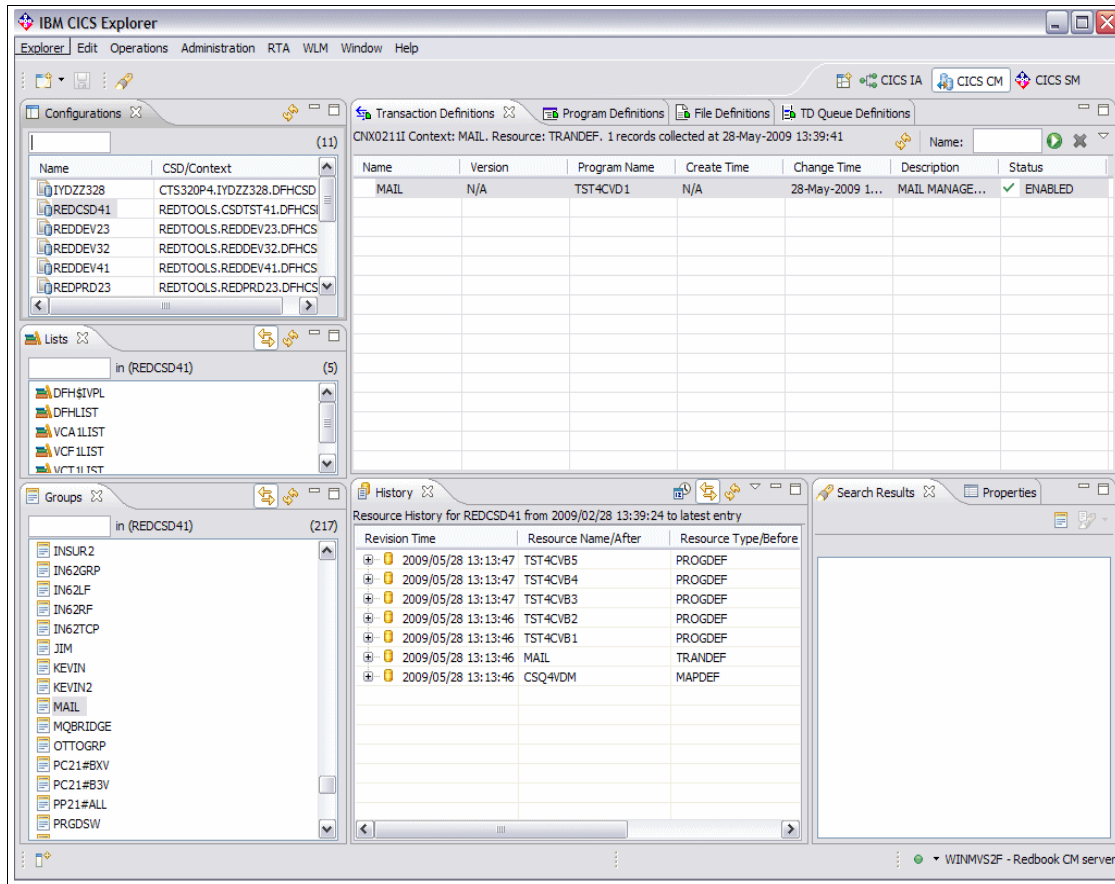 IBM CICS Explorer
Explorer Edit Operations Administration RTA WLM Window Help
CICS IA CICS CM CICS SM
Configurations
(11)
Name CSD/Context
IYDZZ328 CTS320P4.IYDZZ328.DFHCSD
REDCSD41 REDTOOLS.CSDTST41.DFHCSI
REDDEV23 REDTOOLS.REDDEV23.DFHCS
REDDEV32 REDTOOLS.REDDEV32.DFHCS
REDDEV41 REDTOOLS.REDDEV41.DFHCS
REDPRD23 REDTOOLS.REDPRD23.DFHCS
Lists
in (REDCSD41) (5)
DFH$IVPL
DFHLIST
VCA1LIST
VCF1LIST
VCT1LIST
Groups
in (REDCSD41) (217)
INSUR2
IN62GRP
IN62LF
IN62RF
IN62TCP
JIM
KEVIN
KEVIN2
MAIL
MQBRIDGE
OTTOGRP
PC21#BXV
PC21#B3V
PP21#ALL
PRGDSW
Transaction Definitions Program Definitions File Definitions TD Queue Definitions
CNX0211I Context: MAIL. Resource: TRANDEF. 1 records collected at 28-May-2009 13:39:41 Name:
Name Version Program Name Create Time Change Time Description Status
MAIL N/A TST4CVD1 N/A 28-May-2009 1... MAIL MANAGE... ENABLED
History
Resource History for REDCSD41 from 2009/02/28 13:39:24 to latest entry
Revision Time Resource Name/After Resource Type/Before
2009/05/28 13:13:47 TST4CVB5 PROGDEF
2009/05/28 13:13:47 TST4CVB4 PROGDEF
2009/05/28 13:13:47 TST4CVB3 PROGDEF
2009/05/28 13:13:46 TST4CVB2 PROGDEF
2009/05/28 13:13:46 TST4CVB1 PROGDEF
2009/05/28 13:13:46 MAIL TRANDEF
2009/05/28 13:13:46 CSQ4VDM MAPDEF
Search Results Properties
WINMVS2F - Redbook CM server